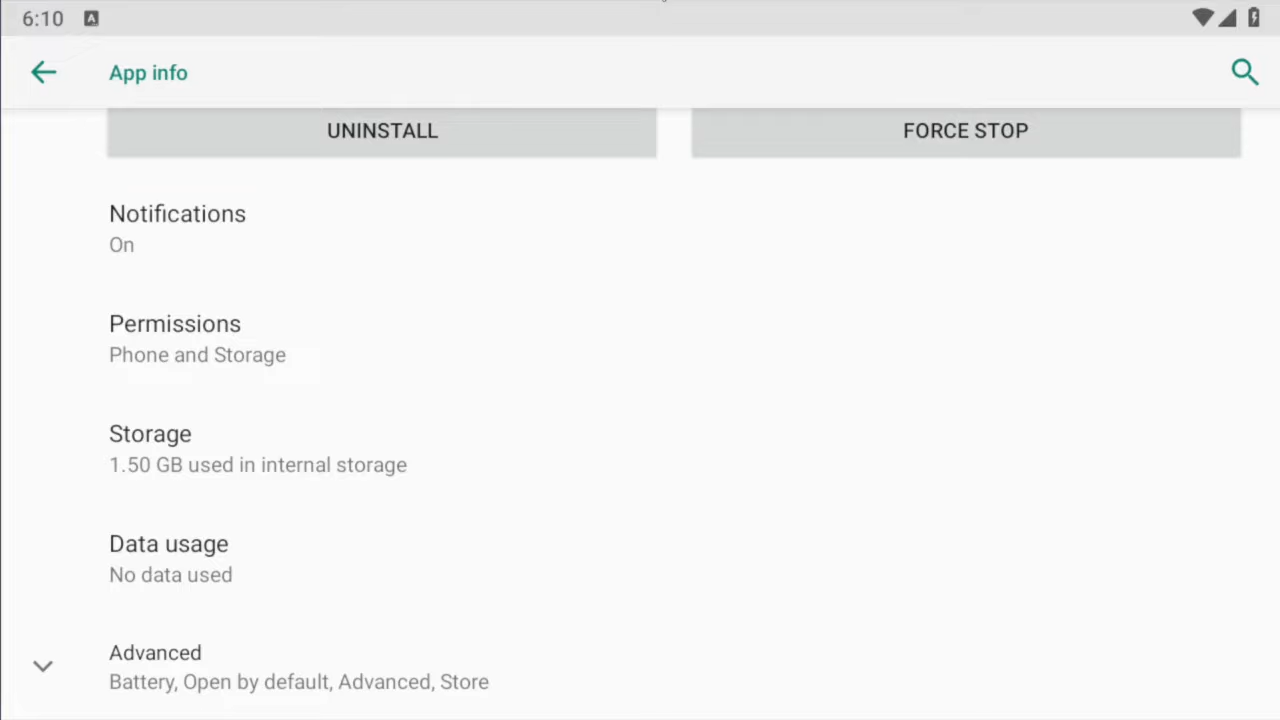 6:10
App info
UNINSTALL
FORCE STOP
Notifications
On
Permissions
Phone and Storage
Storage
1.50 GB used in internal storage
Data usage
No data used
Advanced
Battery, Open by default, Advanced, Store